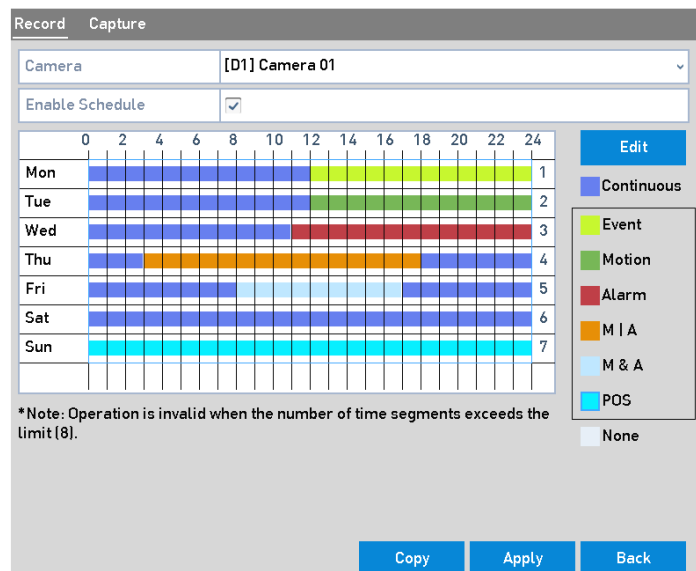 Record Capture
Camera [D1] Camera 01
Enable Schedule
0 2 4 6 8 10 12 14 16 18 20 22 24
Edit
Mon 1
Continuous
Tue 2
Event
Wed 3
Motion
Thu 4
Alarm
Fri 5
M | A
Sat 6
M & A
Sun 7
POS
*Note: Operation is invalid when the number of time segments exceeds the
limit (8).
None
Copy Apply Back